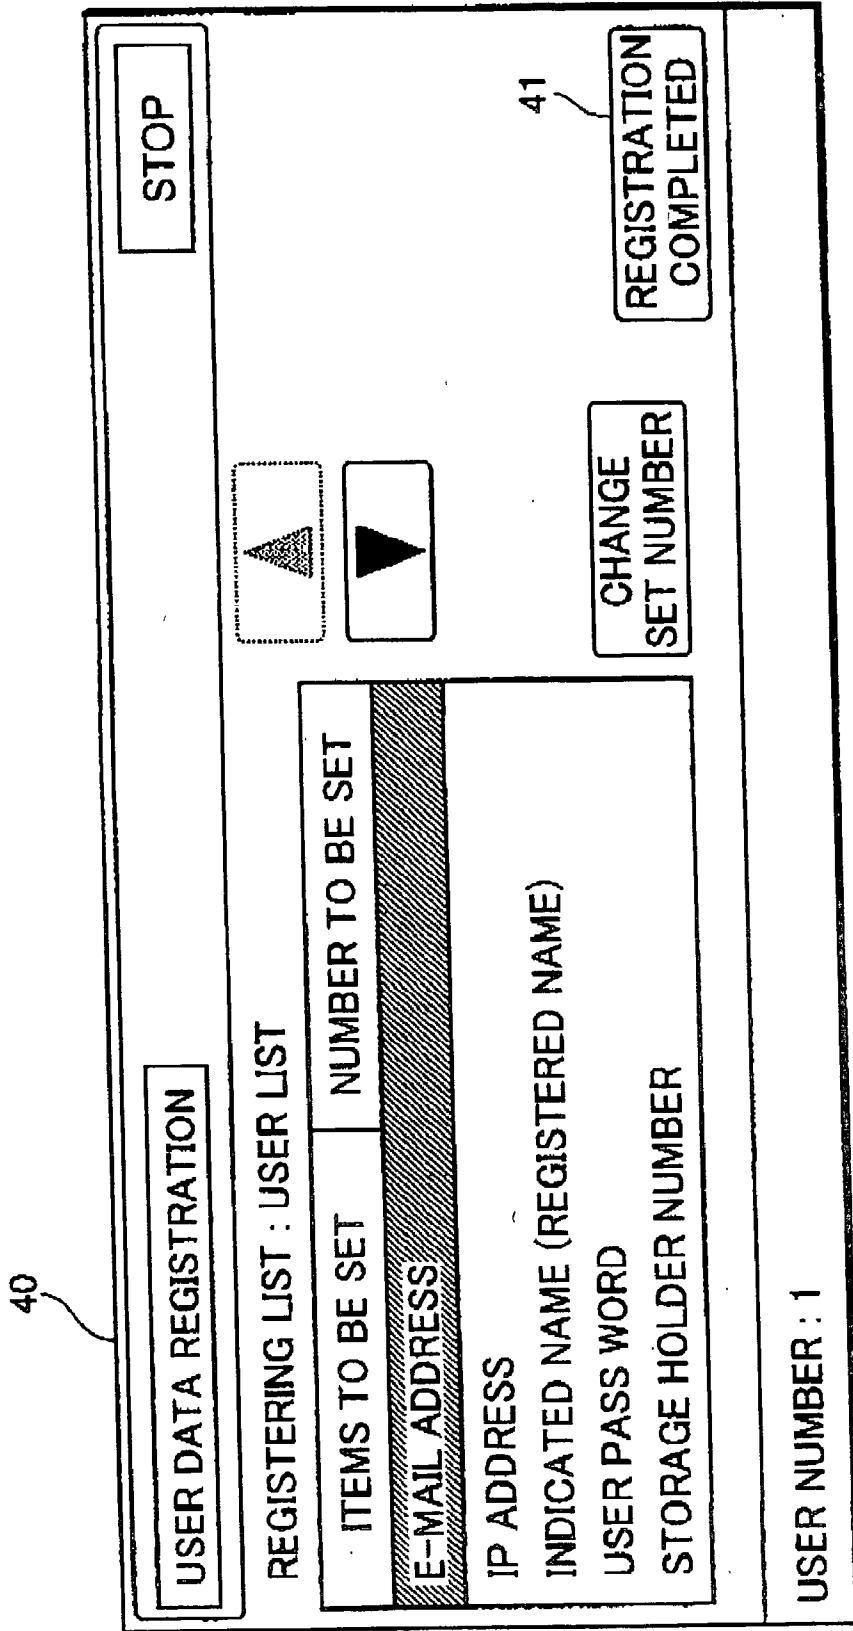 40
USER DATA REGISTRATION
STOP
REGISTERING LIST : USER LIST
ITEMS TO BE SET
NUMBER TO BE SET
E-MAIL ADDRESS
IP ADDRESS
INDICATED NAME (REGISTERED NAME)
USER PASS WORD
STORAGE HOLDER NUMBER
CHANGE
SET NUMBER
41
REGISTRATION
COMPLETED
USER NUMBER : 1